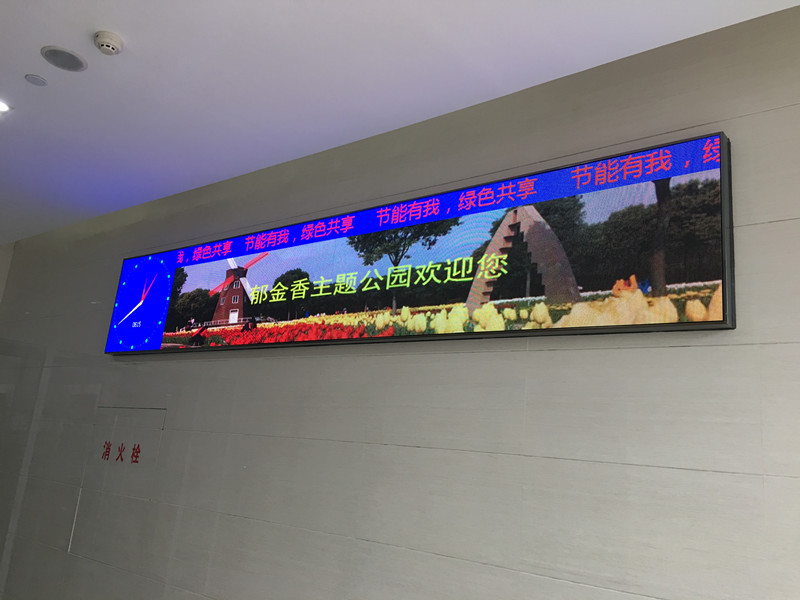 我，绿色共享 节能有我，绿色共享 节能有我，绿色共享 节能有我，绿
郁金香主题公园欢迎您
消火栓